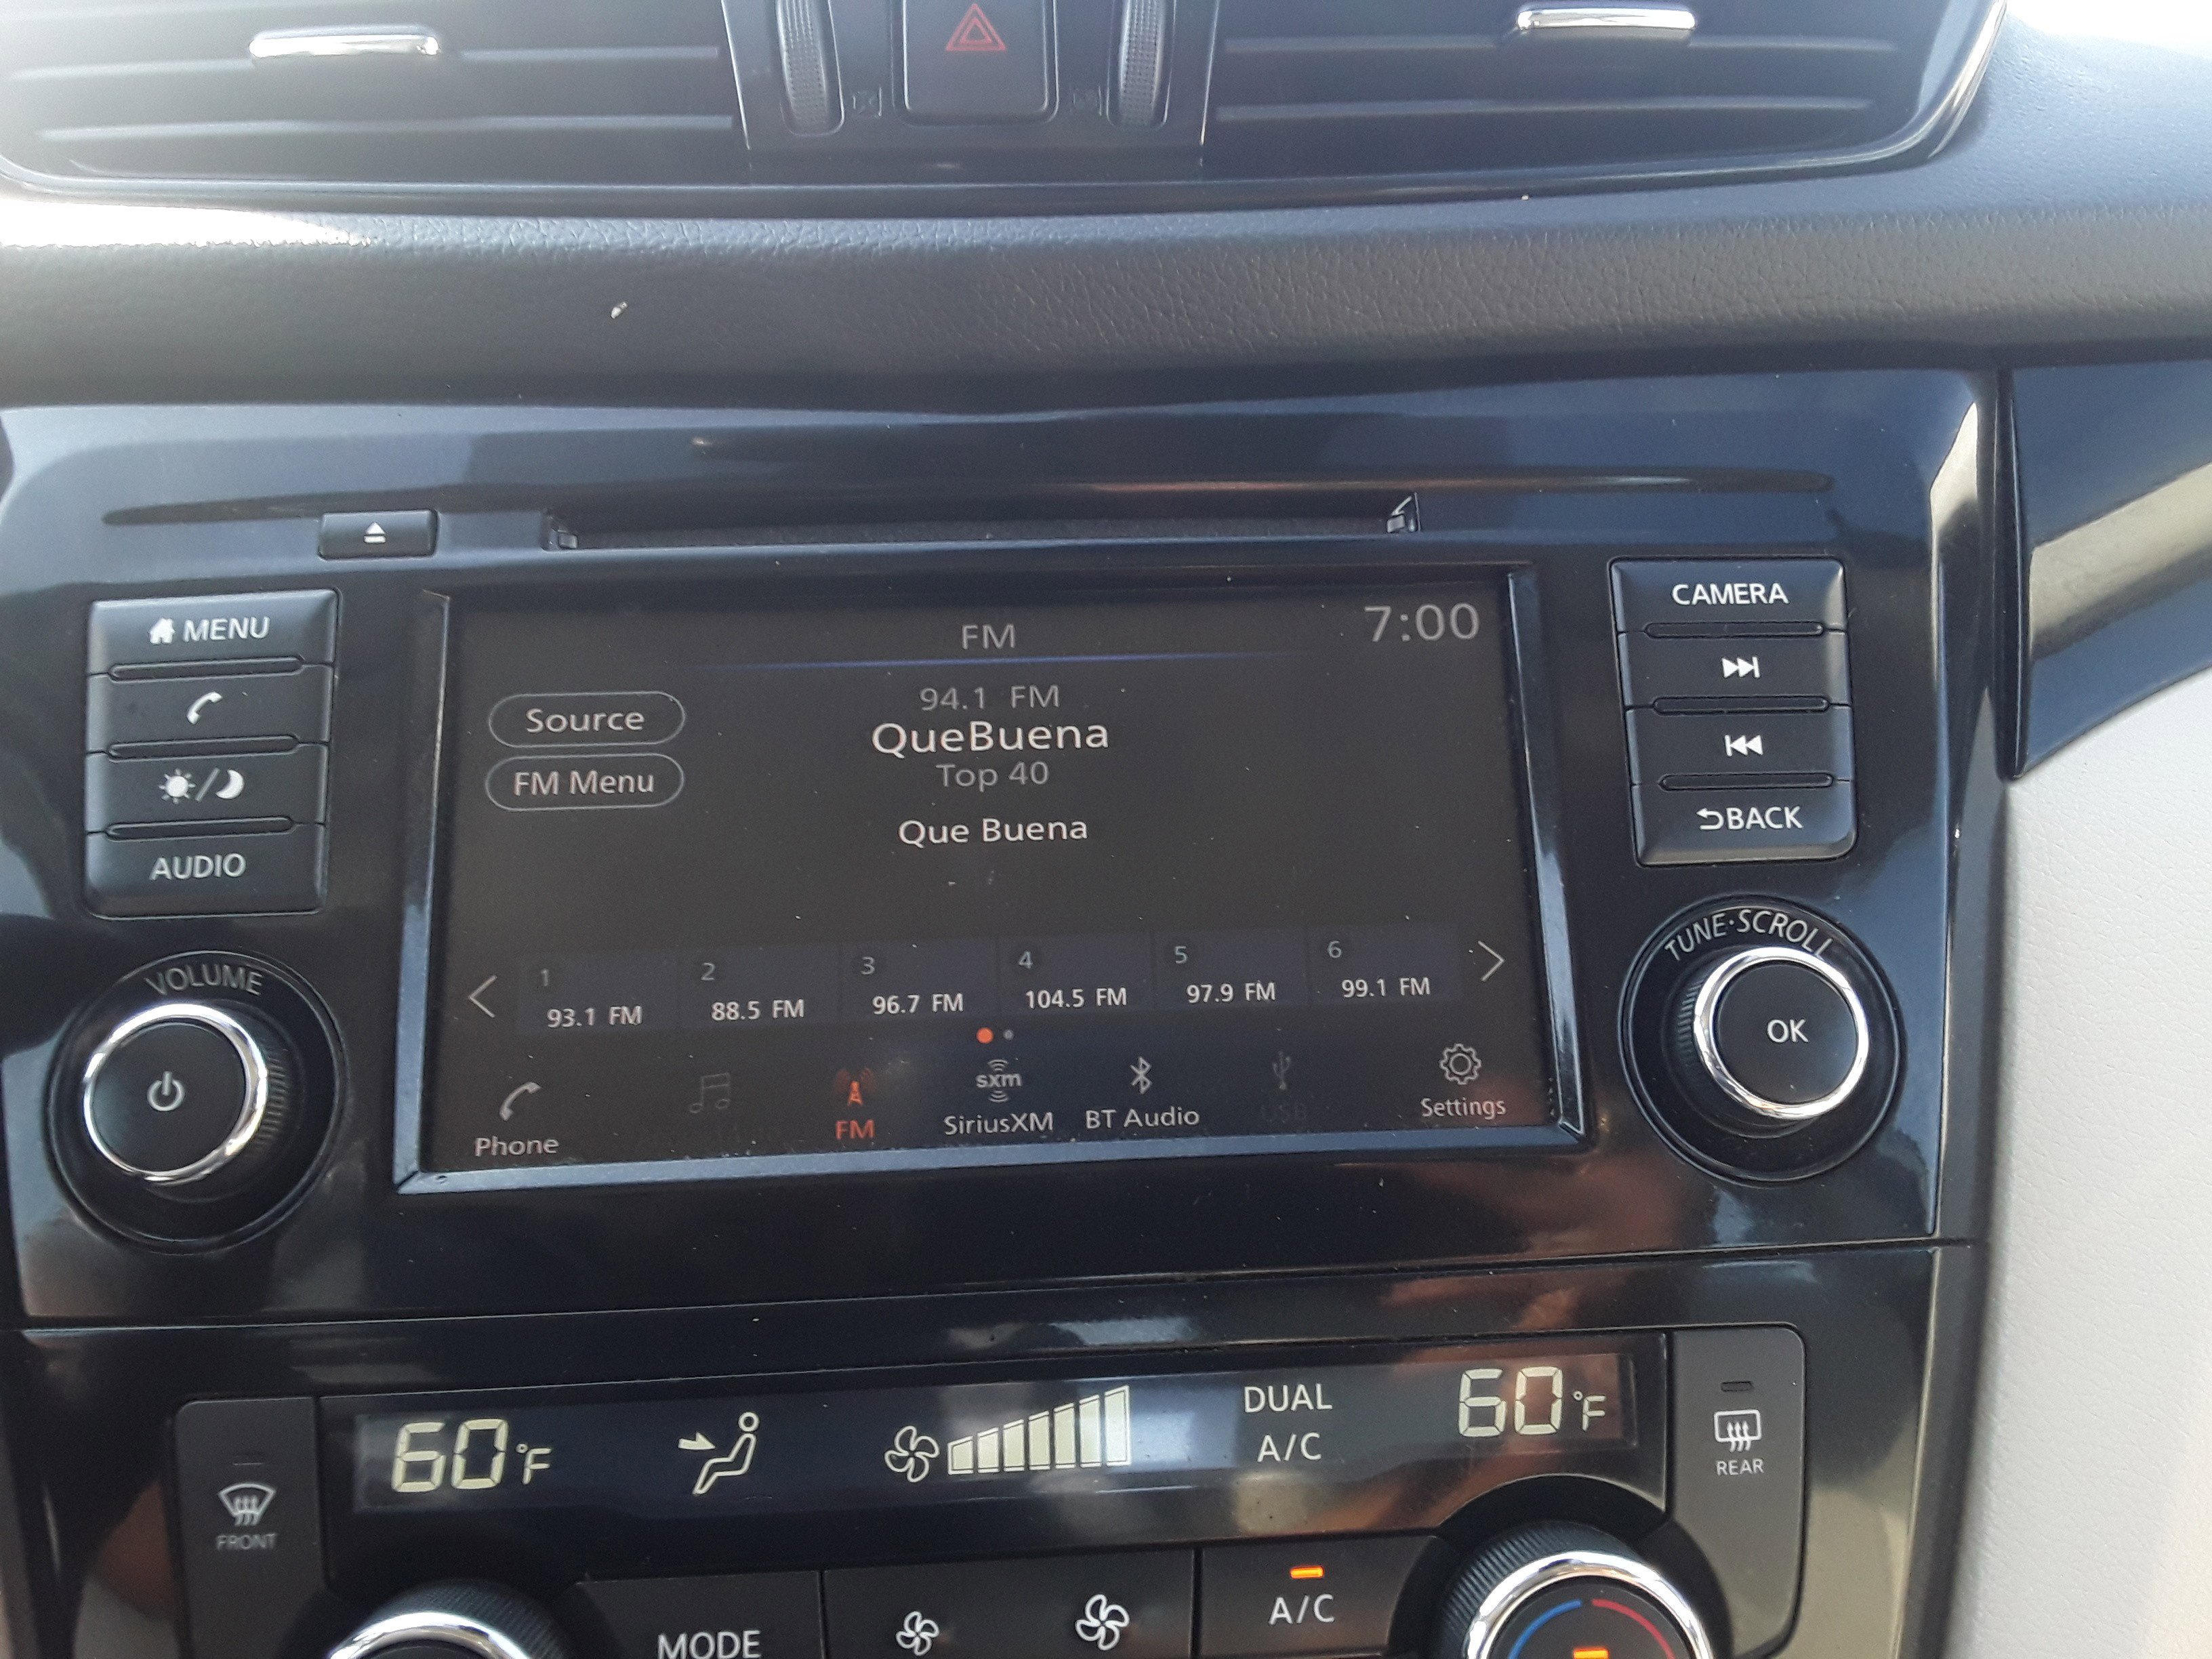 MENU
AUDIO
VOLUME
FM
7:00
Source
FM Menu
94.1 FM
QueBuena
Top 40
Que Buena
1 2 3 4 5 6
93.1 FM 88.5 FM 96.7 FM 104.5 FM 97.9 FM 99.1 FM
Phone FM sxm SiriusXM BT Audio USB Settings
CAMERA
BACK
TUNE·SCROLL
OK
60°F DUAL A/C 60°F
FRONT
REAR
MODE
A/C